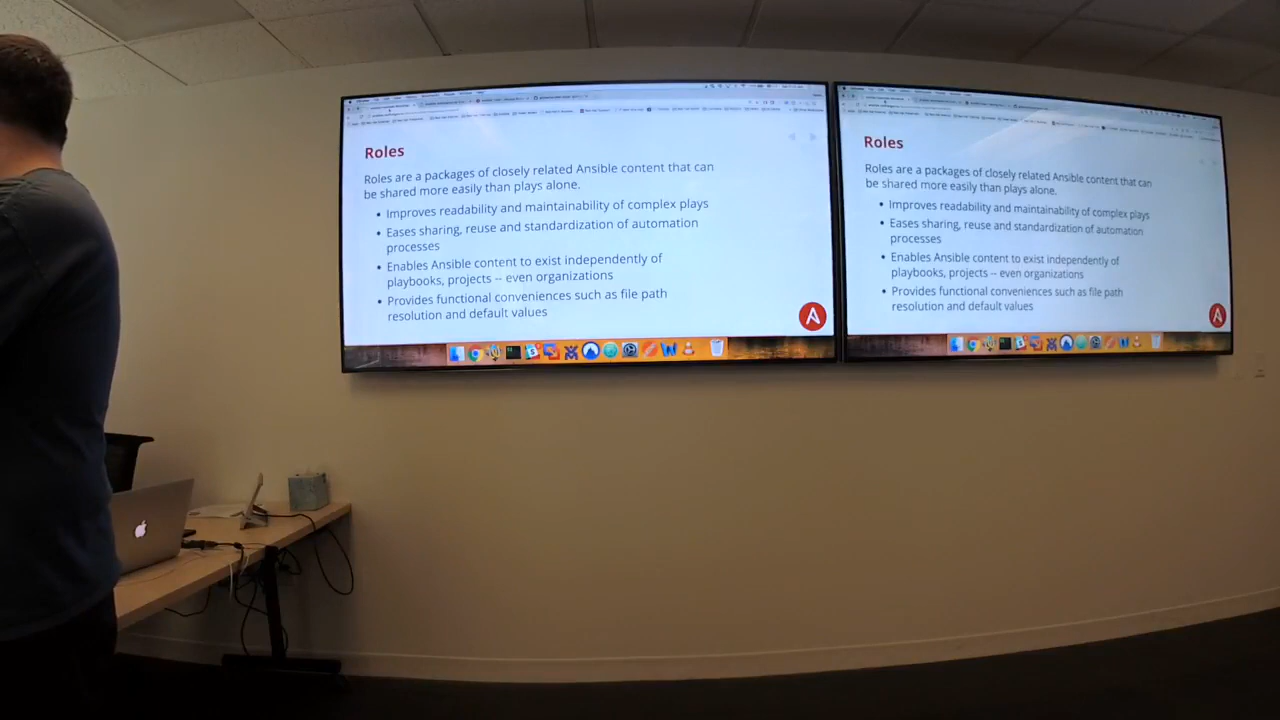 Roles
Roles are a packages of closely related Ansible content that can
be shared more easily than plays alone.
• Improves readability and maintainability of complex plays
• Eases sharing, reuse and standardization of automation
processes
• Enables Ansible content to exist independently of
playbooks, projects -- even organizations
• Provides functional conveniences such as file path
resolution and default values
Roles
Roles are a packages of closely related Ansible content that can
be shared more easily than plays alone.
• Improves readability and maintainability of complex plays
• Eases sharing, reuse and standardization of automation
processes
• Enables Ansible content to exist independently of
playbooks, projects -- even organizations
• Provides functional conveniences such as file path
resolution and default values